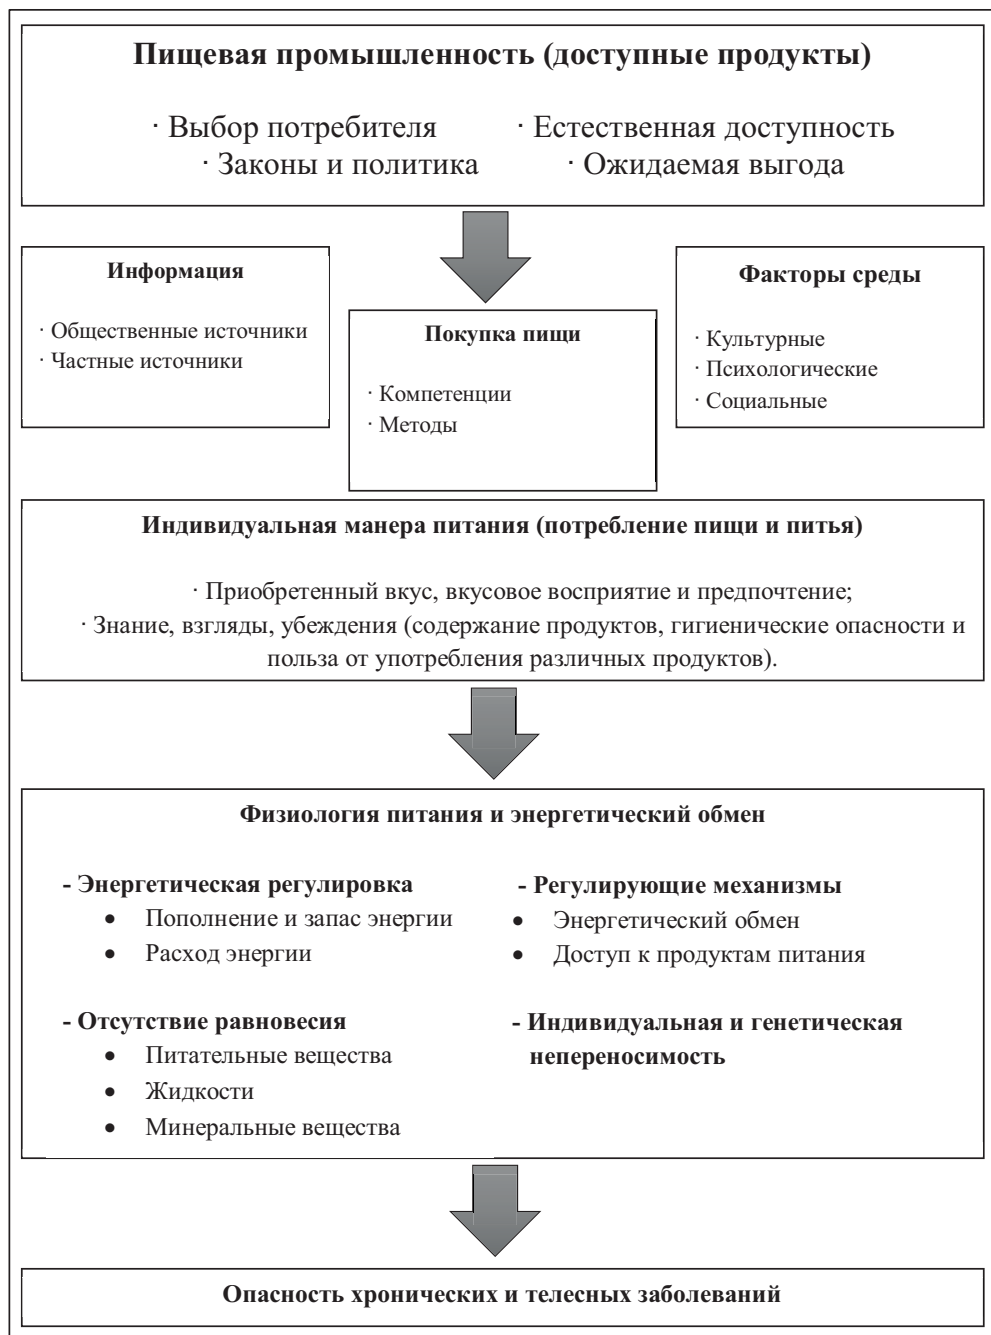 Пищевая промышленность (доступные продукты)
· Выбор потребителя · Естественная доступность
· Законы и политика · Ожидаемая выгода
Информация
· Общественные источники
· Частные источники
Покупка пищи
· Компетенции
· Методы
Факторы среды
· Культурные
· Психологические
· Социальные
Индивидуальная манера питания (потребление пищи и питья)
· Приобретенный вкус, вкусовое восприятие и предпочтение;
· Знание, взгляды, убеждения (содержание продуктов, гигиенические опасности и
польза от употребления различных продуктов).
Физиология питания и энергетический обмен
- Энергетическая регулировка
• Пополнение и запас энергии
• Расход энергии
- Регулирующие механизмы
• Энергетический обмен
• Доступ к продуктам питания
- Отсутствие равновесия
• Питательные вещества
• Жидкости
• Минеральные вещества
- Индивидуальная и генетическая
непереносимость
Опасность хронических и телесных заболеваний